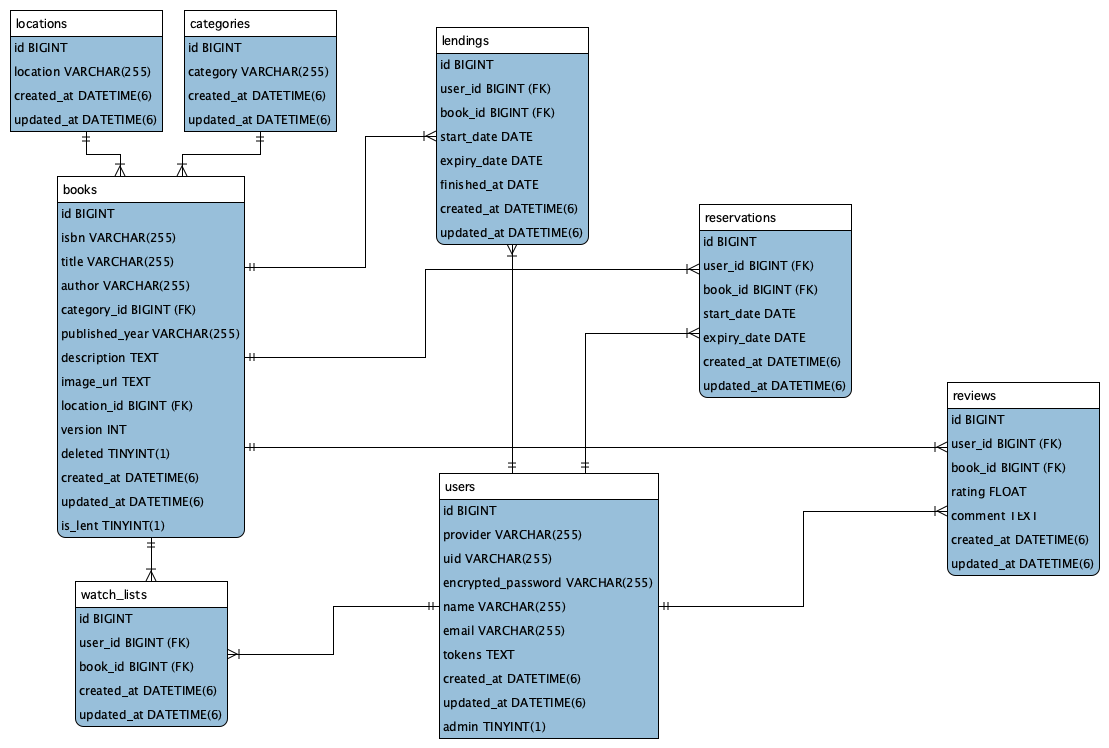 locations
id BIGINT
location VARCHAR(255)
created_at DATETIME(6)
updated_at DATETIME(6)
categories
id BIGINT
category VARCHAR(255)
created_at DATETIME(6)
updated_at DATETIME(6)
lendings
id BIGINT
user_id BIGINT (FK)
book_id BIGINT (FK)
start_date DATE
expiry_date DATE
finished_at DATE
created_at DATETIME(6)
updated_at DATETIME(6)
books
id BIGINT
isbn VARCHAR(255)
title VARCHAR(255)
author VARCHAR(255)
category_id BIGINT (FK)
published_year VARCHAR(255)
description TEXT
image_url TEXT
location_id BIGINT (FK)
version INT
deleted TINYINT(1)
created_at DATETIME(6)
updated_at DATETIME(6)
is_lent TINYINT(1)
reservations
id BIGINT
user_id BIGINT (FK)
book_id BIGINT (FK)
start_date DATE
expiry_date DATE
created_at DATETIME(6)
updated_at DATETIME(6)
reviews
id BIGINT
user_id BIGINT (FK)
book_id BIGINT (FK)
rating FLOAT
comment TEXT
created_at DATETIME(6)
updated_at DATETIME(6)
users
id BIGINT
provider VARCHAR(255)
uid VARCHAR(255)
encrypted_password VARCHAR(255)
name VARCHAR(255)
email VARCHAR(255)
tokens TEXT
created_at DATETIME(6)
updated_at DATETIME(6)
admin TINYINT(1)
watch_lists
id BIGINT
user_id BIGINT (FK)
book_id BIGINT (FK)
created_at DATETIME(6)
updated_at DATETIME(6)